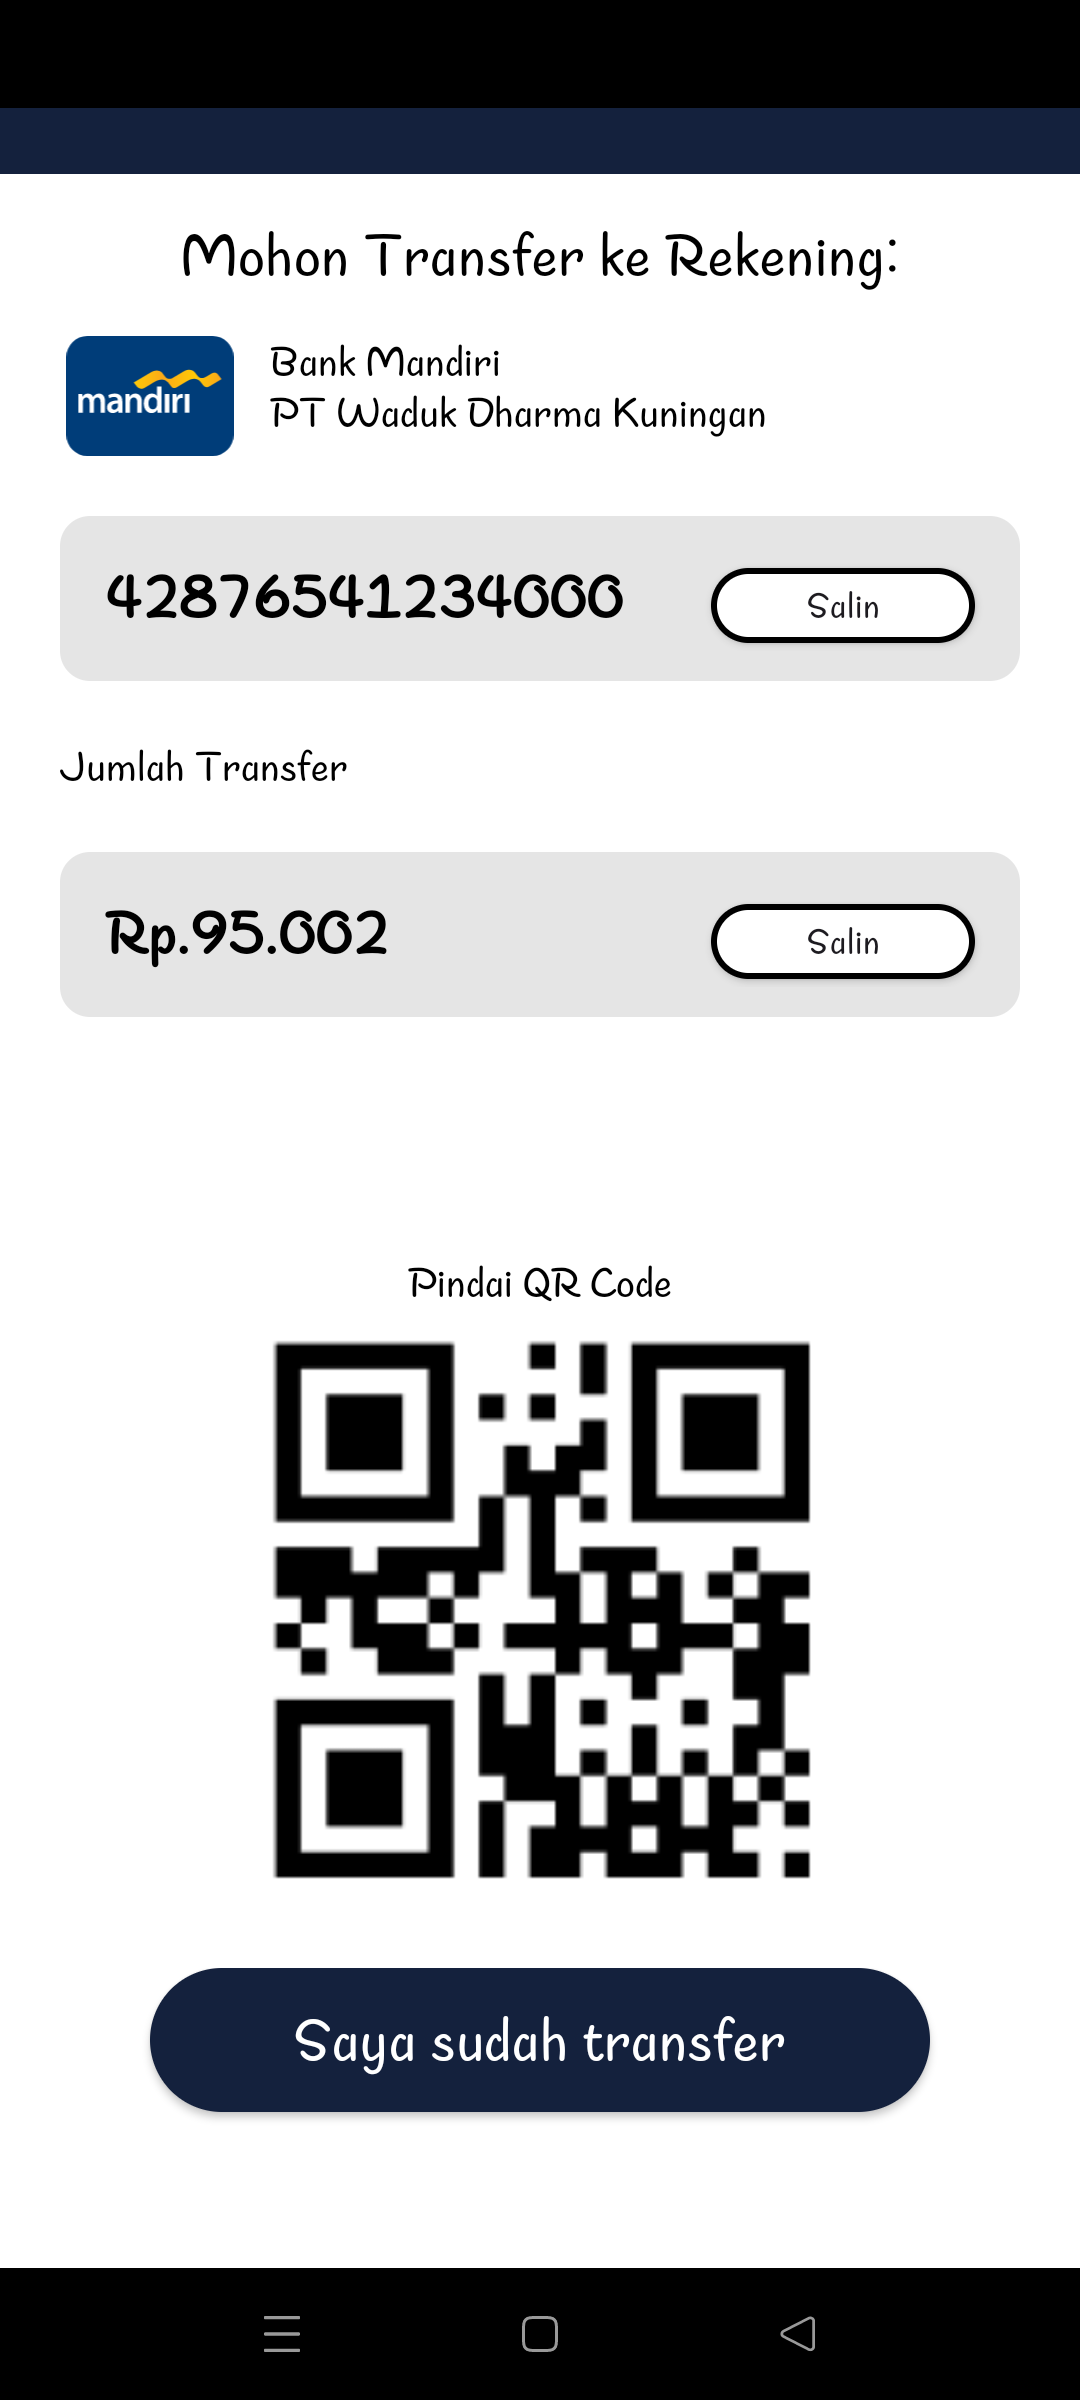 Mohon Transfer ke Rekening:
mandiri
Bank Mandiri
PT Waduk Dharma Kuningan
42876541234000
Salin
Jumlah Transfer
Rp.95.002
Salin
Pindai QR Code
Saya sudah transfer